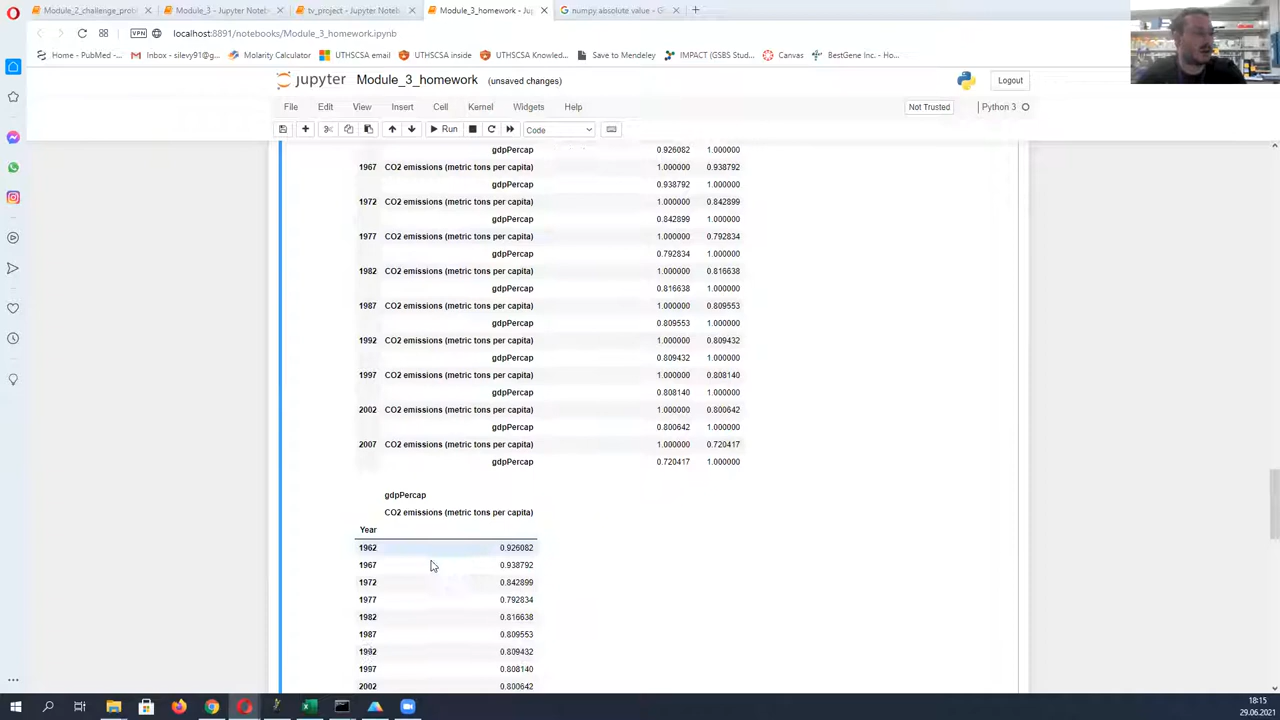 Module_2_challenge_prob
Module_3 - Jupyter Noteb
tv_project - Jupyter Noteb
Module_3_homework - Jup
numpy.absolute value - Go
VPN
localhost:8891/notebooks/Module_3_homework.ipynb
Home - PubMed -...
Inbox - silevy91@g...
Molarity Calculator
UTHSCSA email
UTHSCSA Inside
UTHSCSA Knowled...
Save to Mendeley
IMPACT (GSBS Stud...
Canvas
BestGene Inc. - Ho...
jupyter Module_3_homework (unsaved changes)
Logout
File Edit View Insert Cell Kernel Widgets Help
Not Trusted
Python 3
Run
Code
gdpPercap 0.926082 1.000000
1967 CO2 emissions (metric tons per capita) 1.000000 0.938792
gdpPercap 0.938792 1.000000
1972 CO2 emissions (metric tons per capita) 1.000000 0.842899
gdpPercap 0.842899 1.000000
1977 CO2 emissions (metric tons per capita) 1.000000 0.792834
gdpPercap 0.792834 1.000000
1982 CO2 emissions (metric tons per capita) 1.000000 0.816638
gdpPercap 0.816638 1.000000
1987 CO2 emissions (metric tons per capita) 1.000000 0.809553
gdpPercap 0.809553 1.000000
1992 CO2 emissions (metric tons per capita) 1.000000 0.809432
gdpPercap 0.809432 1.000000
1997 CO2 emissions (metric tons per capita) 1.000000 0.808140
gdpPercap 0.808140 1.000000
2002 CO2 emissions (metric tons per capita) 1.000000 0.800642
gdpPercap 0.800642 1.000000
2007 CO2 emissions (metric tons per capita) 1.000000 0.720417
gdpPercap 0.720417 1.000000
gdpPercap
CO2 emissions (metric tons per capita)
Year
1962 0.926082
1967 0.938792
1972 0.842899
1977 0.792834
1982 0.816638
1987 0.809553
1992 0.809432
1997 0.808140
2002 0.800642
18:15
29.06.2021